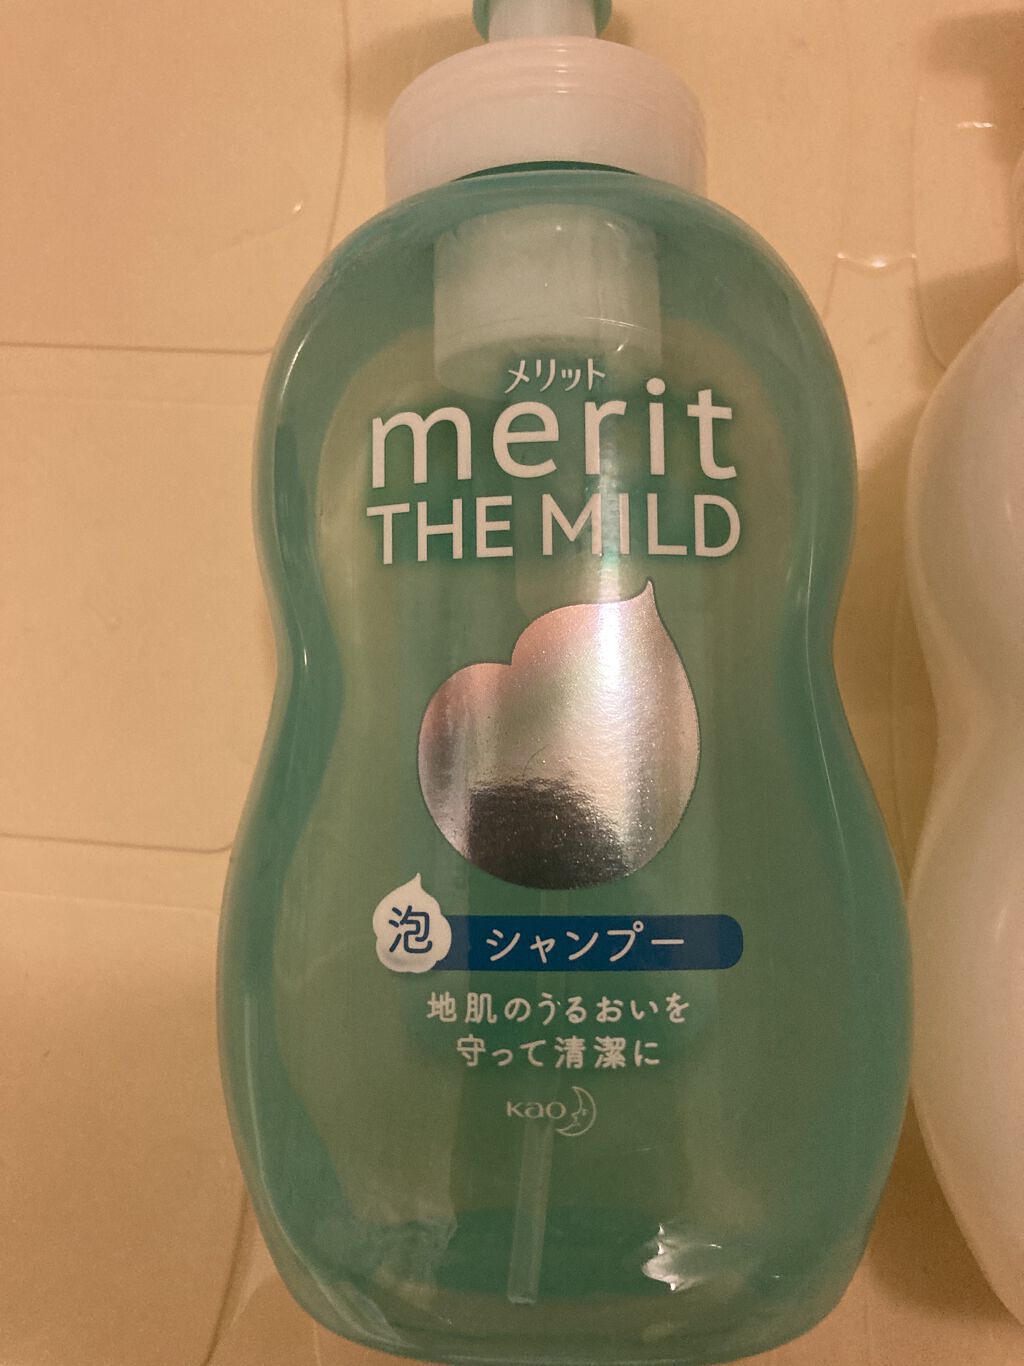 メリット
merit
THE MILD
泡 シャンプー
地肌のうるおいを
守って清潔に
Kao